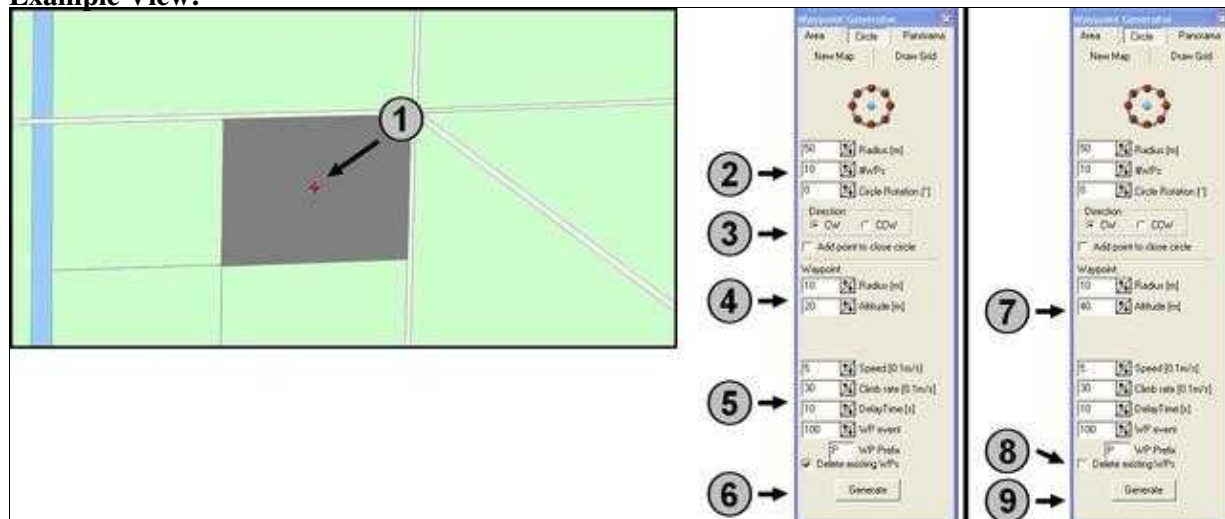 Example View:
1
Waypoint Generator
Area Circle Panorama
New Map Draw Grid
50 Radius [m]
2
10 #WPs
0 Circle Rotation [°]
Direction
3
CW CCW
Add point to close circle
Waypoint
10 Radius [m]
4
20 Altitude [m]
5 Speed [0.1m/s]
30 Climb rate [0.1m/s]
5
10 DelayTime [s]
100 WP event
P WP Prefix
Delete existing WPs
6
Generate
Waypoint Generator
Area Circle Panorama
New Map Draw Grid
50 Radius [m]
10 #WPs
0 Circle Rotation [°]
Direction
CW CCW
Add point to close circle
Waypoint
10 Radius [m]
7
40 Altitude [m]
5 Speed [0.1m/s]
30 Climb rate [0.1m/s]
10 DelayTime [s]
100 WP event
P WP Prefix
8
Delete existing WPs
9
Generate